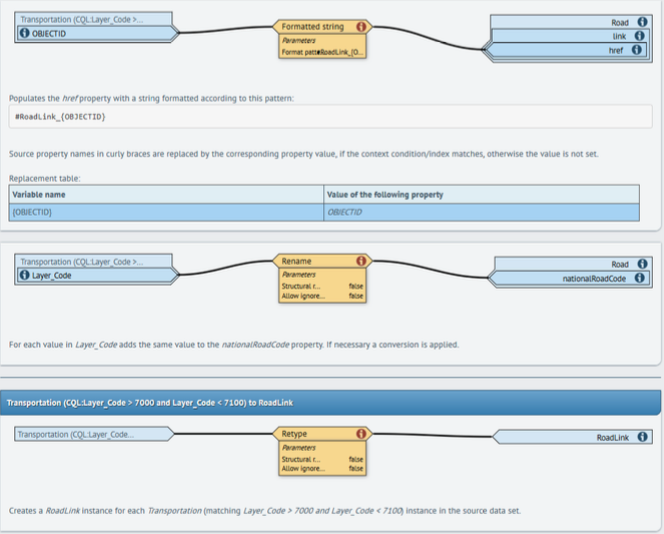 Transportation (CQL:Layer_Code >...
OBJECTID
Formatted string
Parameters
Format patt#RoadLink_{O...
Road
link
href
Populates the href property with a string formatted according to this pattern:
#RoadLink_{OBJECTID}
Source property names in curly braces are replaced by the corresponding property value, if the context condition/index matches, otherwise the value is not set.
Replacement table:
Variable name Value of the following property
{OBJECTID} OBJECTID
Transportation (CQL:Layer_Code >...
Layer_Code
Rename
Parameters
Structural r... false
Allow ignore... false
Road
nationalRoadCode
For each value in Layer_Code adds the same value to the nationalRoadCode property. If necessary a conversion is applied.
Transportation (CQL:Layer_Code > 7000 and Layer_Code < 7100) to RoadLink
Transportation (CQL:Layer_Code...
Retype
Parameters
Structural r... false
Allow ignore... false
RoadLink
Creates a RoadLink instance for each Transportation (matching Layer_Code > 7000 and Layer_Code < 7100) instance in the source data set.